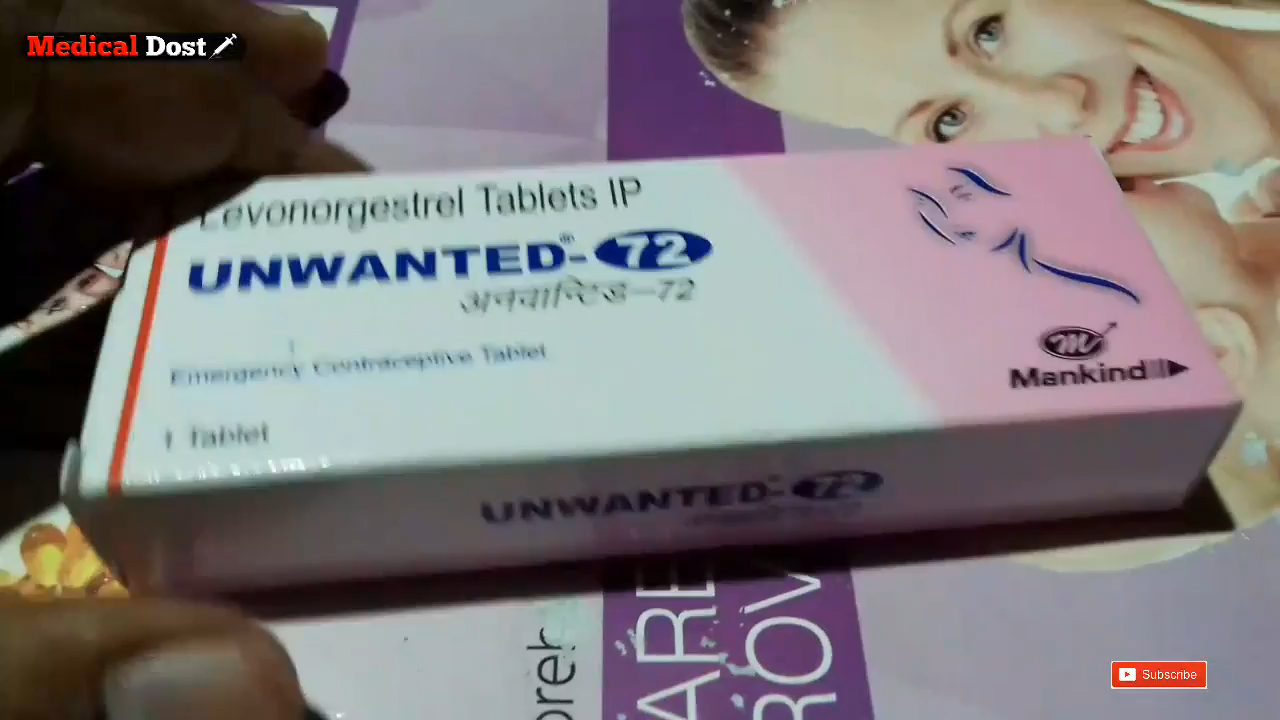 Medical Dost
Levonorgestrel Tablets IP
UNWANTED®-72
अनवान्टिड-72
Emergency Contraceptive Tablet
1 Tablet
Mankind
UNWANTED-72
Subscribe